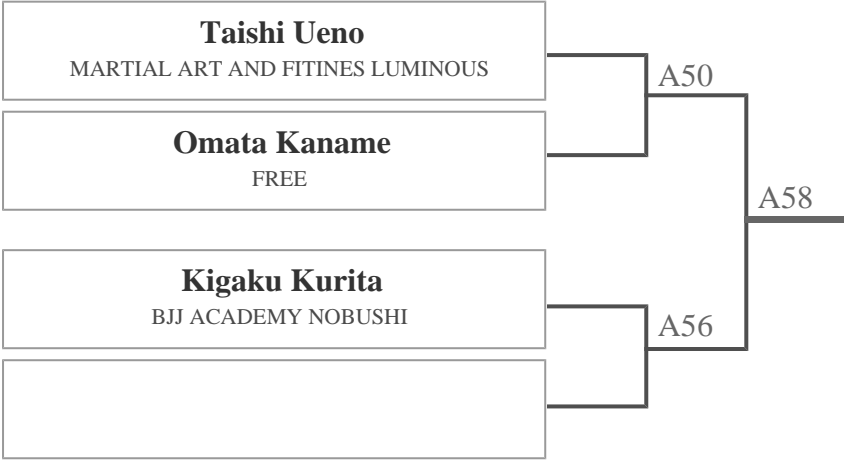 Taishi Ueno
MARTIAL ART AND FITINES LUMINOUS
A50
Omata Kaname
FREE
A58
Kigaku Kurita
BJJ ACADEMY NOBUSHI
A56